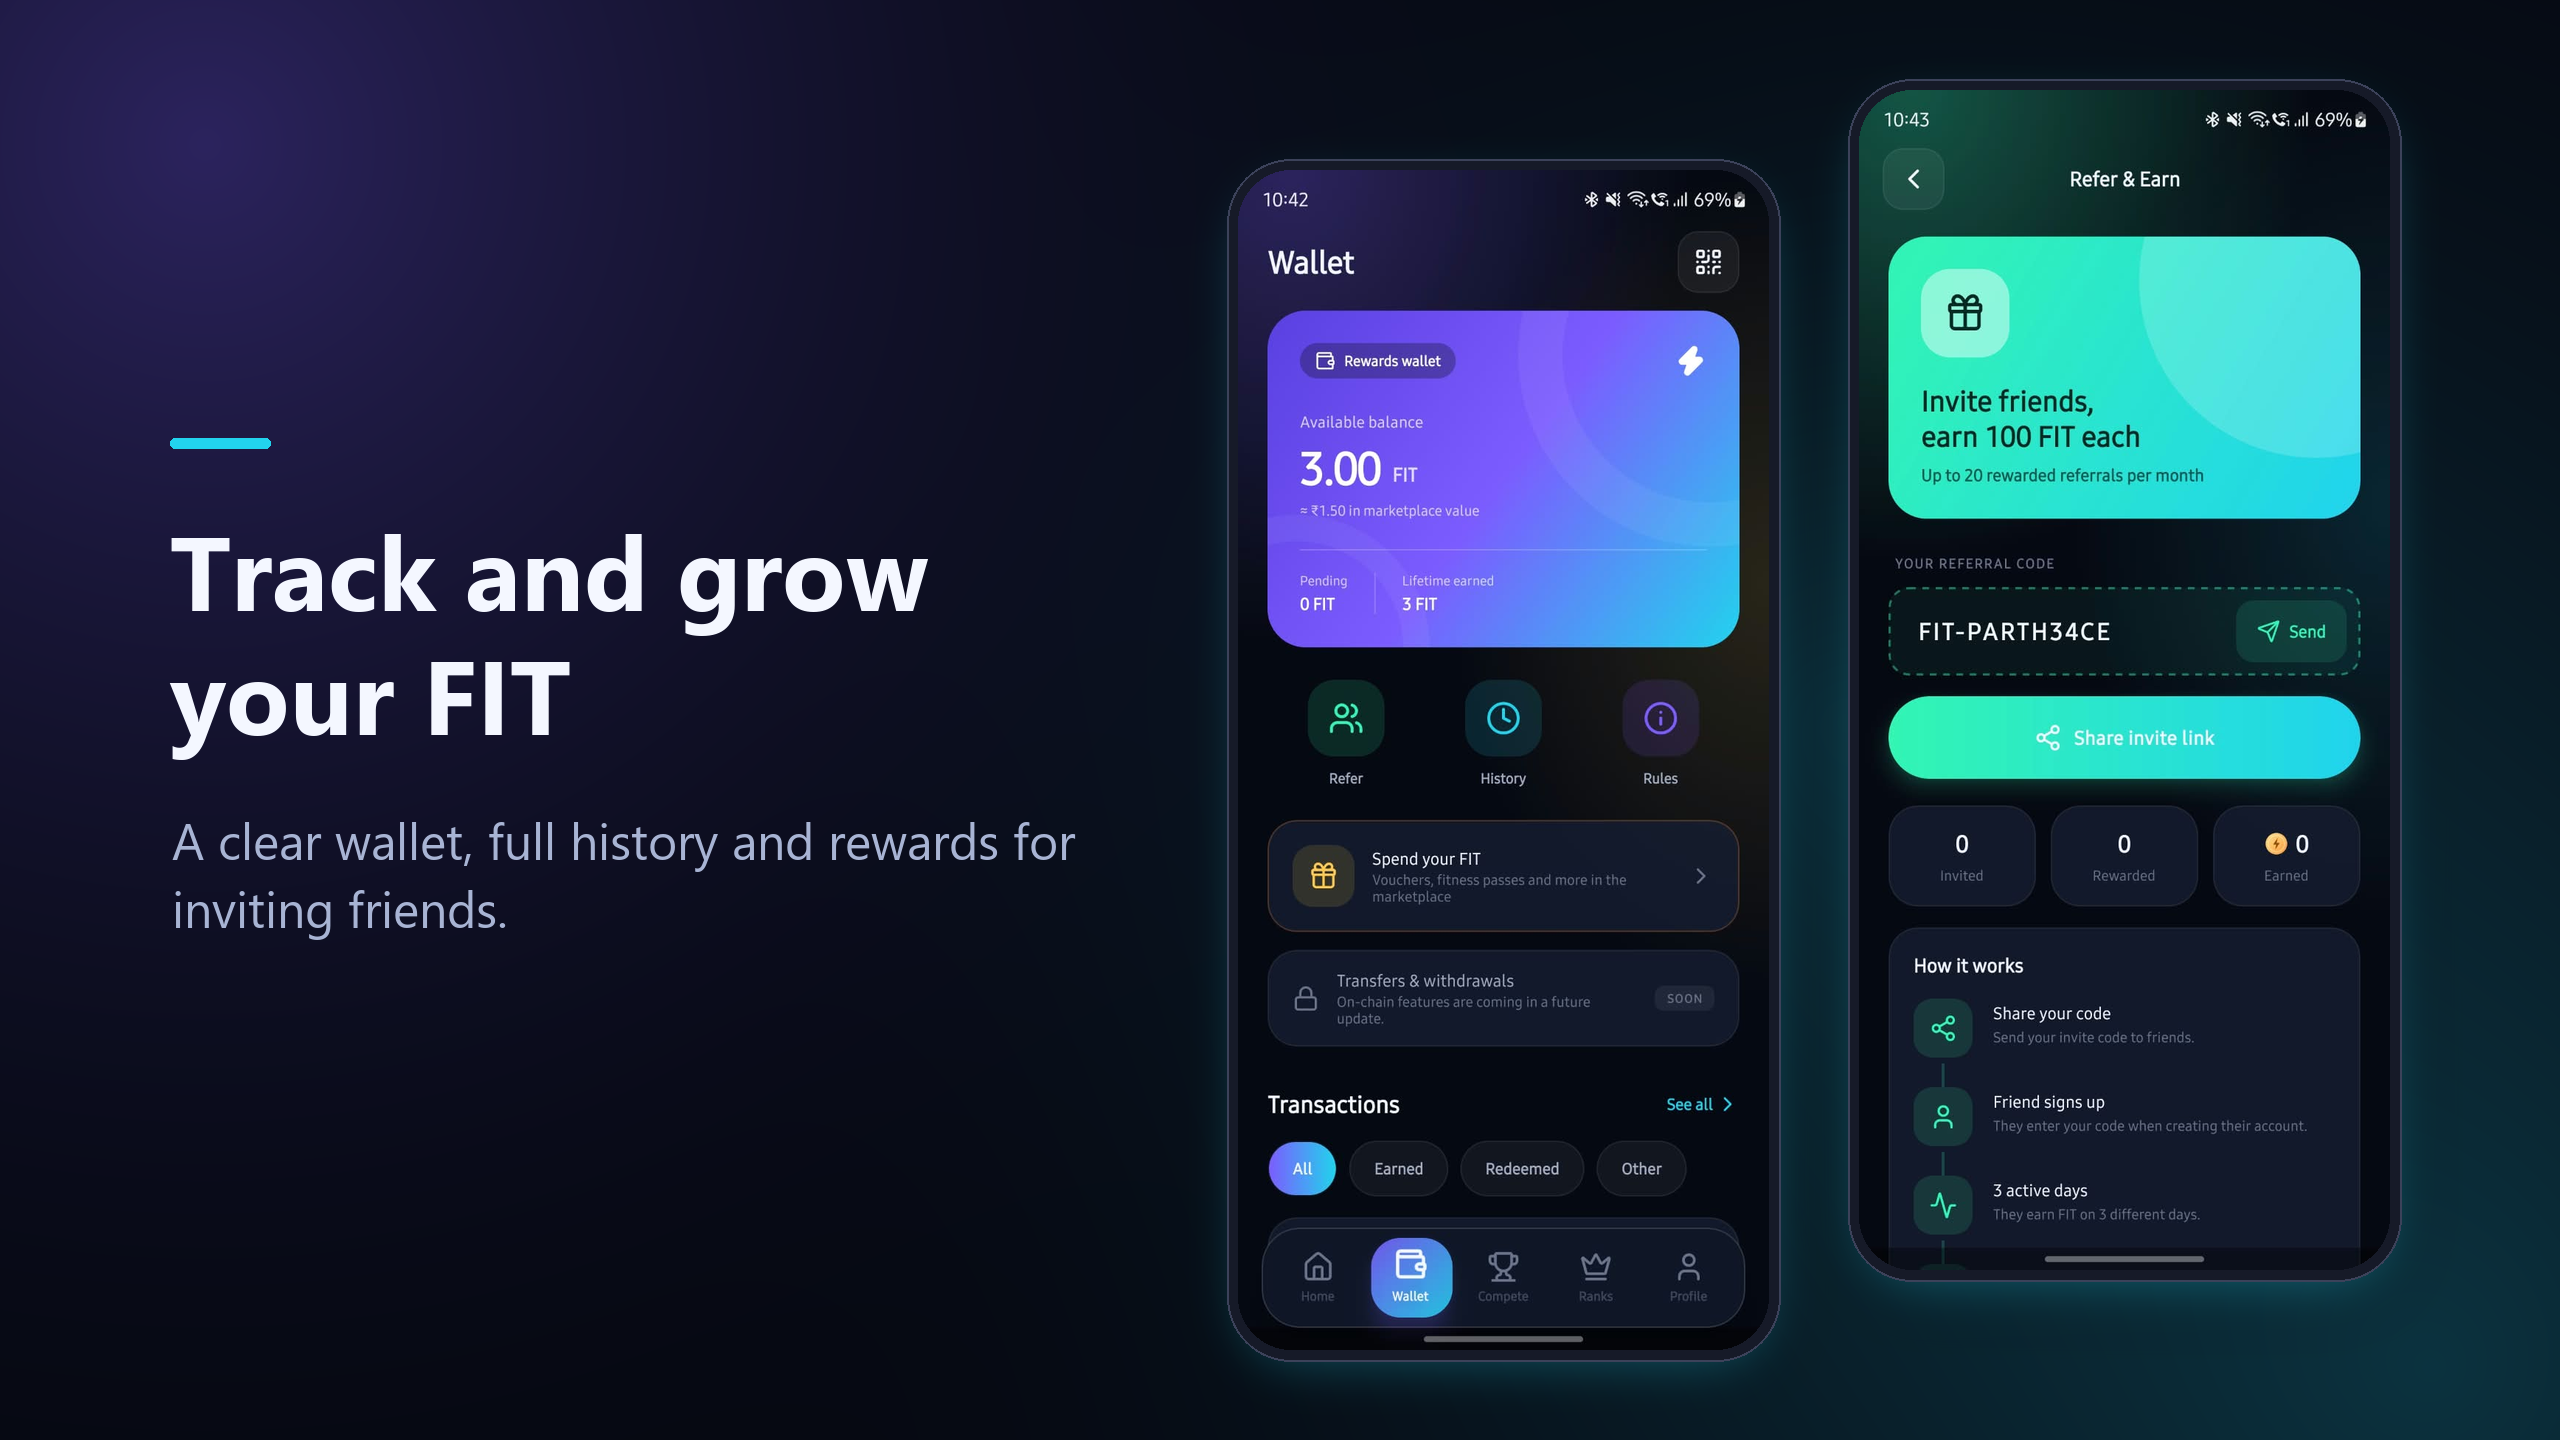 Track and grow
your FIT
A clear wallet, full history and rewards for
inviting friends.
10:42
69%
Wallet
Rewards wallet
Available balance
3.00 FIT
≈ ₹1.50 in marketplace value
Pending
0 FIT
Lifetime earned
3 FIT
Refer
History
Rules
Spend your FIT
Vouchers, fitness passes and more in the
marketplace
Transfers & withdrawals
On-chain features are coming in a future
update.
SOON
Transactions
See all
All
Earned
Redeemed
Other
Home
Wallet
Compete
Ranks
Profile
10:43
69%
Refer & Earn
Invite friends,
earn 100 FIT each
Up to 20 rewarded referrals per month
YOUR REFERRAL CODE
FIT-PARTH34CE
Send
Share invite link
0
Invited
0
Rewarded
0
Earned
How it works
Share your code
Send your invite code to friends.
Friend signs up
They enter your code when creating their account.
3 active days
They earn FIT on 3 different days.